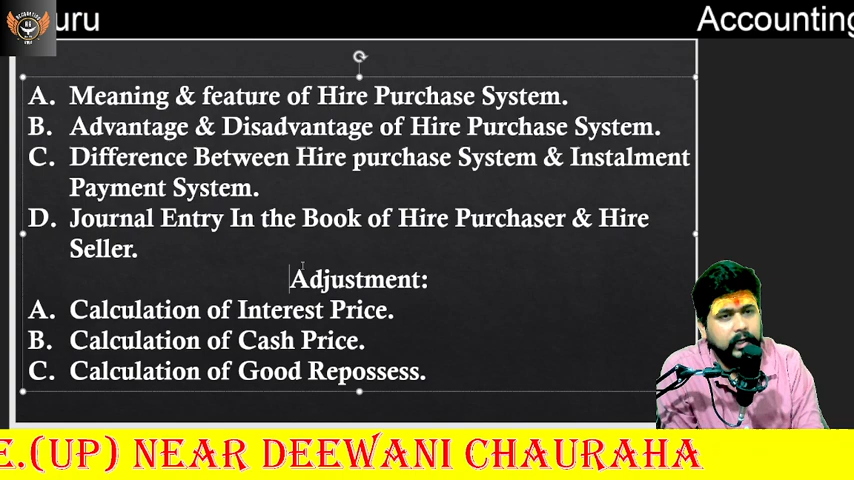 uru
Accounting
A. Meaning & feature of Hire Purchase System.
B. Advantage & Disadvantage of Hire Purchase System.
C. Difference Between Hire purchase System & Instalment
Payment System.
D. Journal Entry In the Book of Hire Purchaser & Hire
Seller.
Adjustment:
A. Calculation of Interest Price.
B. Calculation of Cash Price.
C. Calculation of Good Repossess.
E.(UP) NEAR DEEWANI CHAURAHA